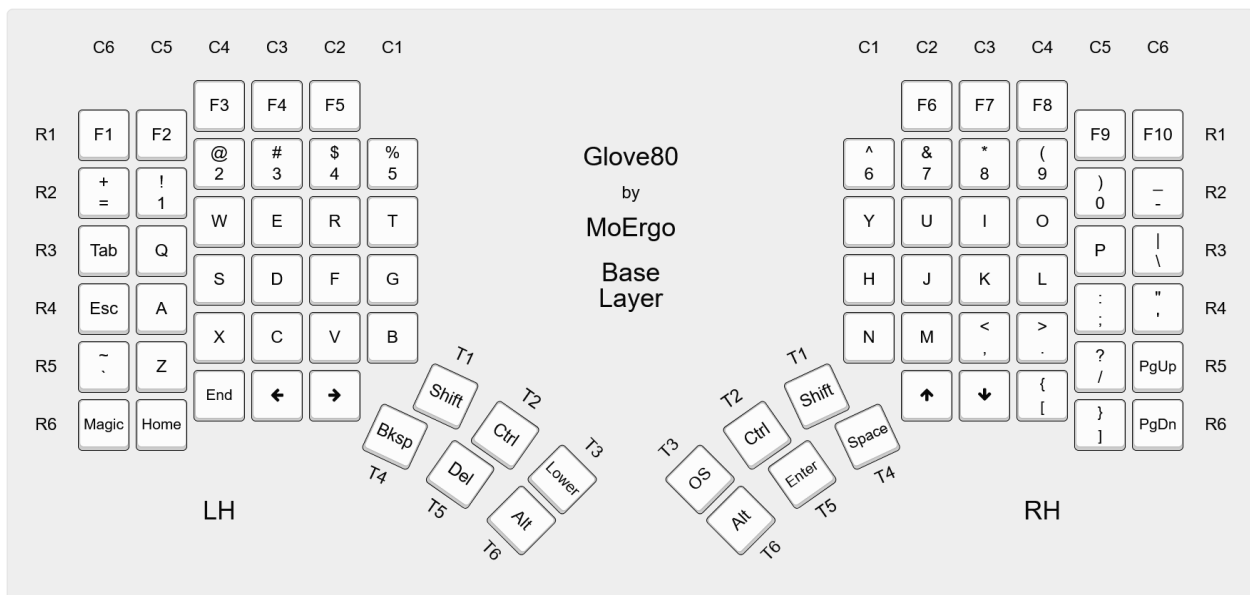 C6 C5 C4 C3 C2 C1 C1 C2 C3 C4 C5 C6
F3 F4 F5 F6 F7 F8
R1 F1 F2 F9 F10 R1
@ # $ % ^ & * (
2 3 4 5 6 7 8 9
R2 + ! ) _ R2
= 1 0 -
W E R T Y U I O
R3 Tab Q P | R3
\
S D F G H J K L
R4 Esc A : " R4
; '
X C V B N M < >
, .
R5 ~ Z ? PgUp R5
` /
End ← → ↑ ↓ {
[
R6 Magic Home } PgDn R6
]
Glove80
by
MoErgo
Base
Layer
T1 T2 T3
Shift Ctrl Lower
Bksp Del Alt
T4 T5 T6
T3 T2 T1
OS Ctrl Shift
Alt Enter Space
T6 T5 T4
LH RH